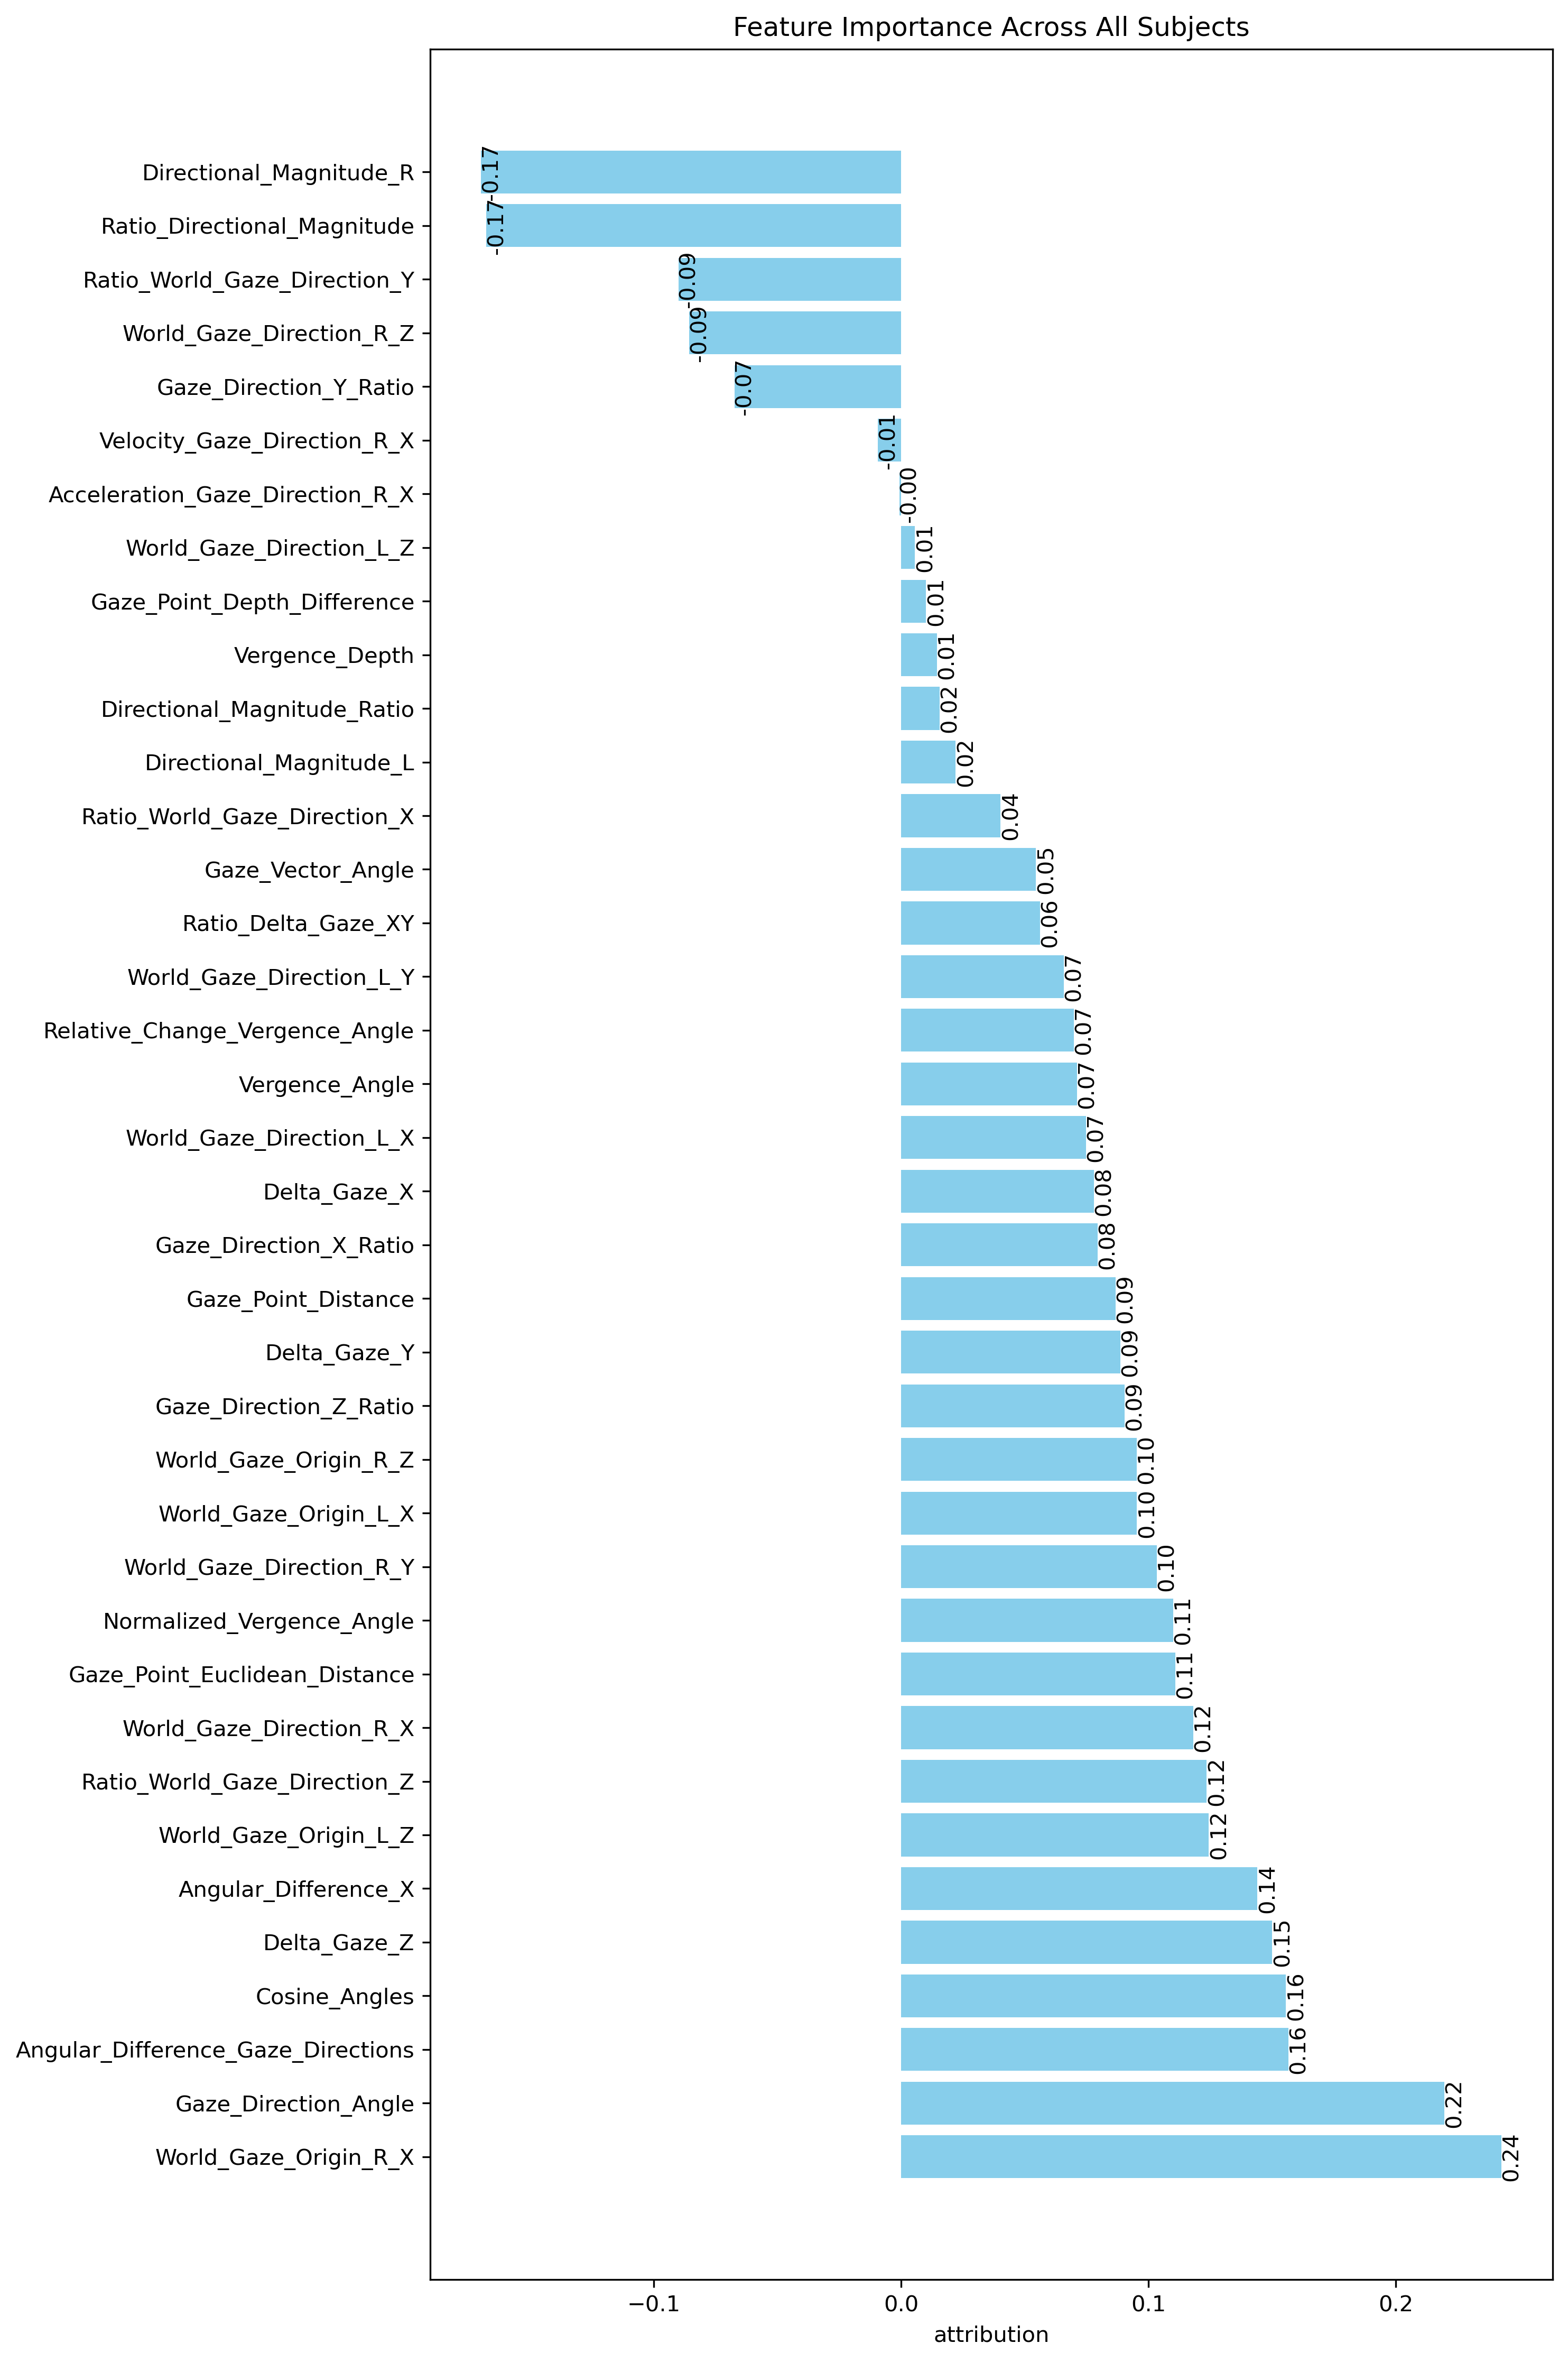 Feature Importance Across All Subjects
Directional_Magnitude_R -0.17
Ratio_Directional_Magnitude -0.17
Ratio_World_Gaze_Direction_Y -0.09
World_Gaze_Direction_R_Z -0.09
Gaze_Direction_Y_Ratio -0.07
Velocity_Gaze_Direction_R_X -0.01
Acceleration_Gaze_Direction_R_X -0.00
World_Gaze_Direction_L_Z 0.01
Gaze_Point_Depth_Difference 0.01
Vergence_Depth 0.01
Directional_Magnitude_Ratio 0.02
Directional_Magnitude_L 0.02
Ratio_World_Gaze_Direction_X 0.04
Gaze_Vector_Angle 0.05
Ratio_Delta_Gaze_XY 0.06
World_Gaze_Direction_L_Y 0.07
Relative_Change_Vergence_Angle 0.07
Vergence_Angle 0.07
World_Gaze_Direction_L_X 0.07
Delta_Gaze_X 0.08
Gaze_Direction_X_Ratio 0.08
Gaze_Point_Distance 0.09
Delta_Gaze_Y 0.09
Gaze_Direction_Z_Ratio 0.09
World_Gaze_Origin_R_Z 0.10
World_Gaze_Origin_L_X 0.10
World_Gaze_Direction_R_Y 0.10
Normalized_Vergence_Angle 0.11
Gaze_Point_Euclidean_Distance 0.11
World_Gaze_Direction_R_X 0.12
Ratio_World_Gaze_Direction_Z 0.12
World_Gaze_Origin_L_Z 0.12
Angular_Difference_X 0.14
Delta_Gaze_Z 0.15
Cosine_Angles 0.16
Angular_Difference_Gaze_Directions 0.16
Gaze_Direction_Angle 0.22
World_Gaze_Origin_R_X 0.24
−0.1 0.0 0.1 0.2
attribution